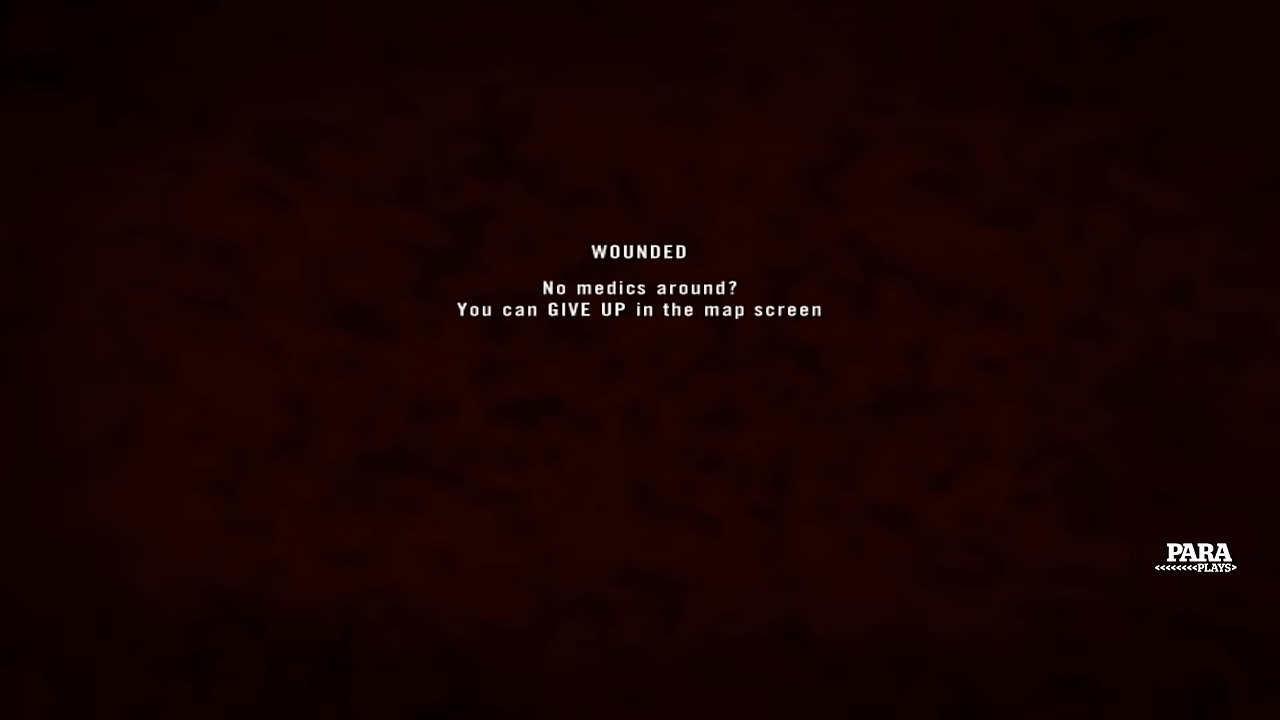 WOUNDED
No medics around?
You can GIVE UP in the map screen
PARA
<<<<<<<<PLAYS>